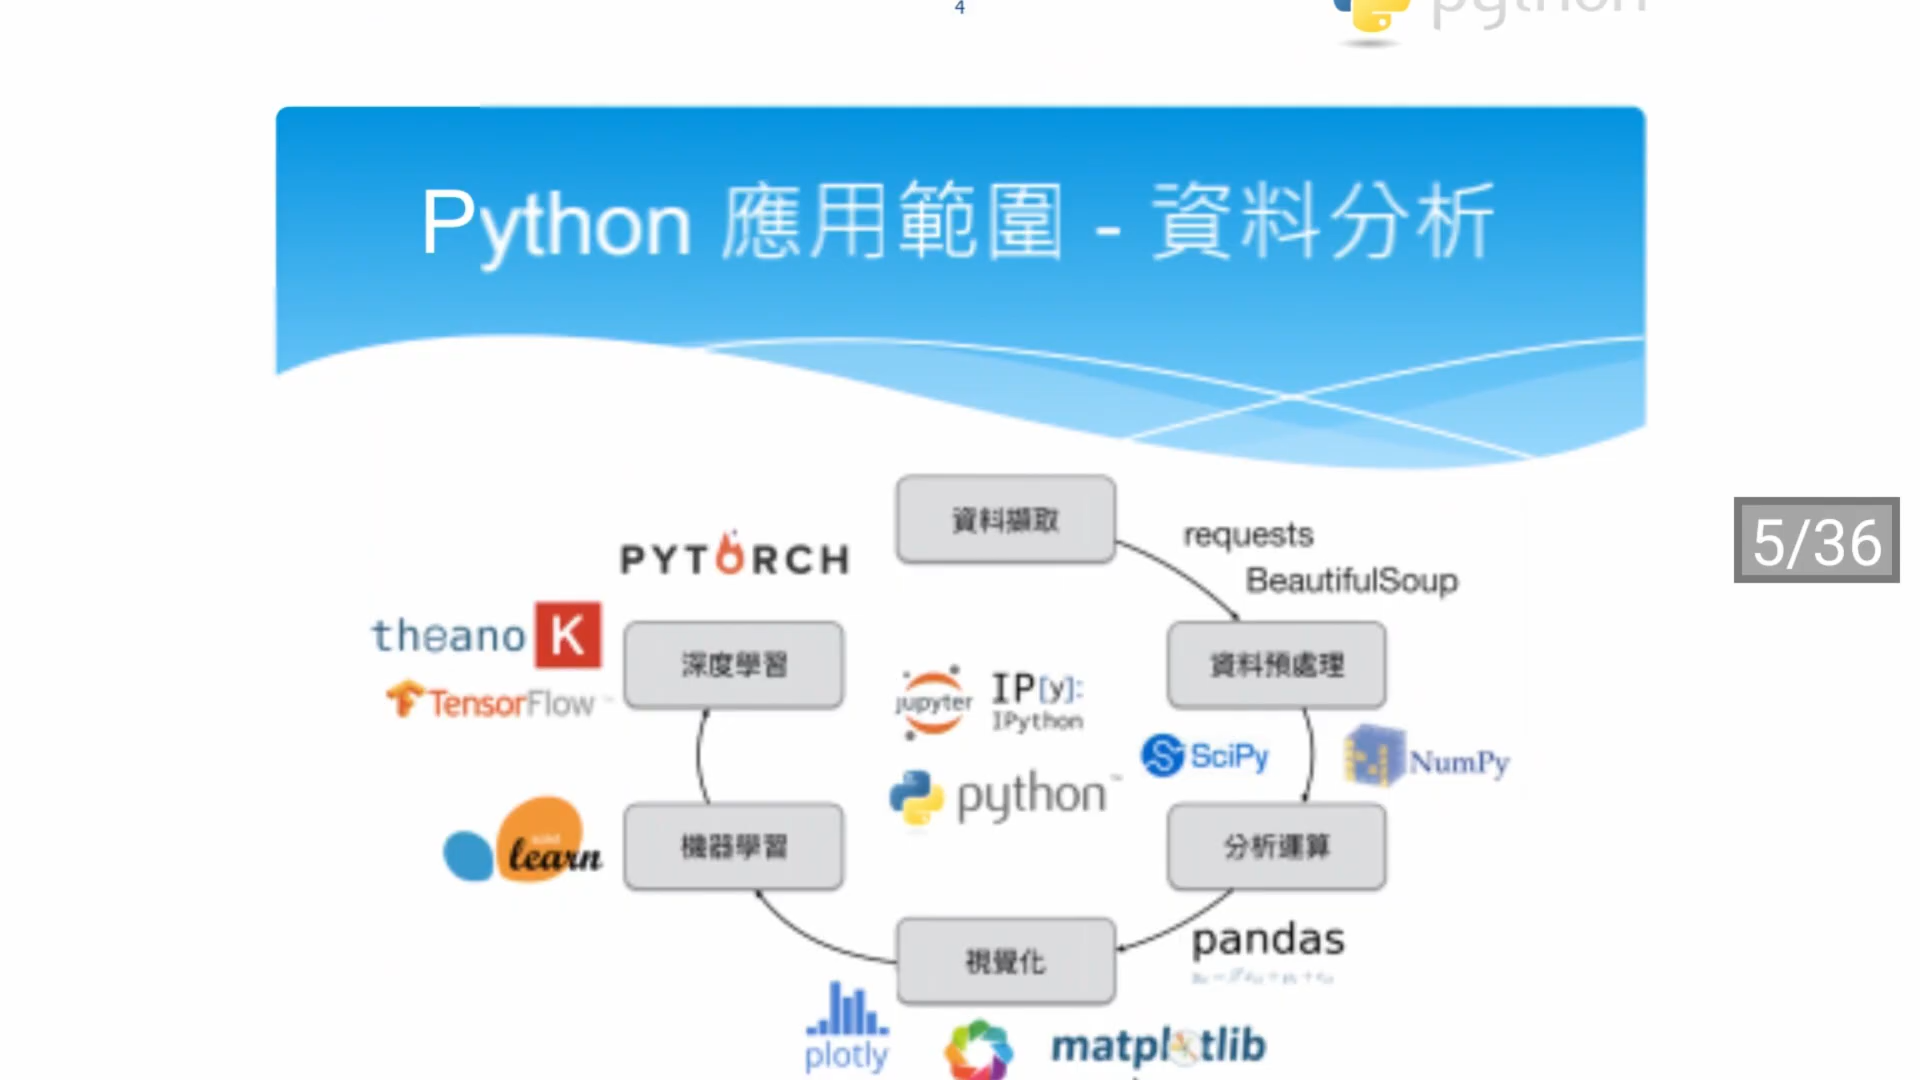 4
python
Python 應用範圍 - 資料分析
資料擷取
requests
BeautifulSoup
PYTORCH
theano K
TensorFlow
深度學習
資料預處理
jupyter
IP[y]:
IPython
SciPy
NumPy
python
learn
機器學習
分析運算
視覺化
pandas
plotly
matplotlib
5/36